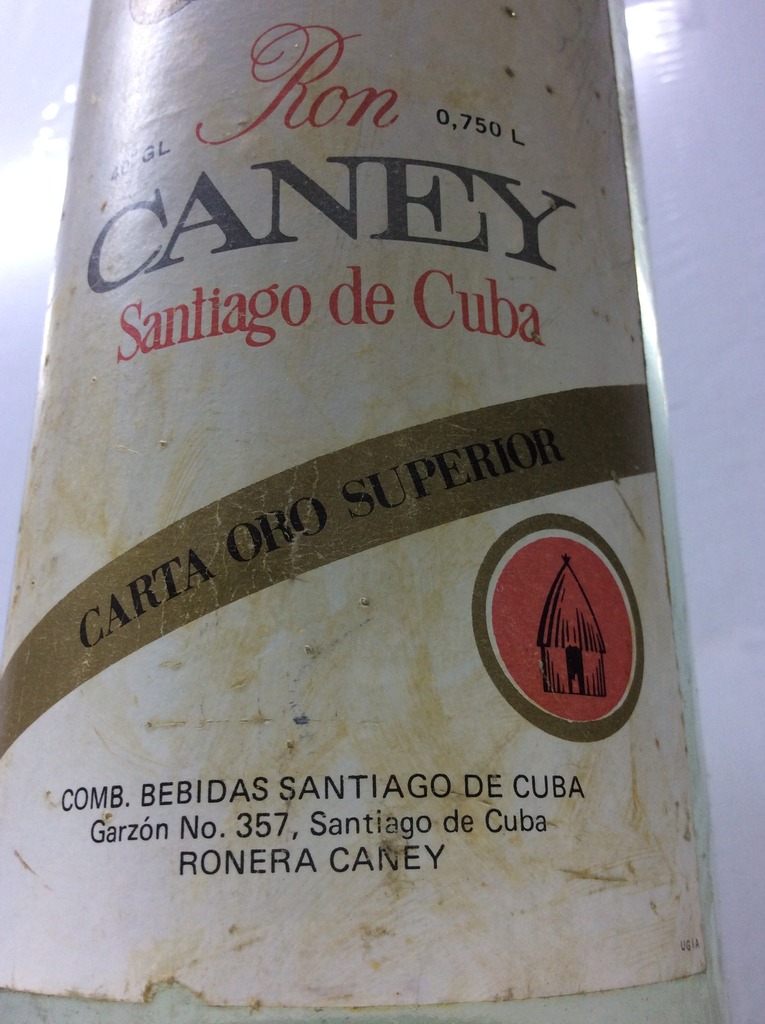 Ron
40° GL
0,750 L
CANEY
Santiago de Cuba
CARTA ORO SUPERIOR
COMB. BEBIDAS SANTIAGO DE CUBA
Garzón No. 357, Santiago de Cuba
RONERA CANEY
UGIA